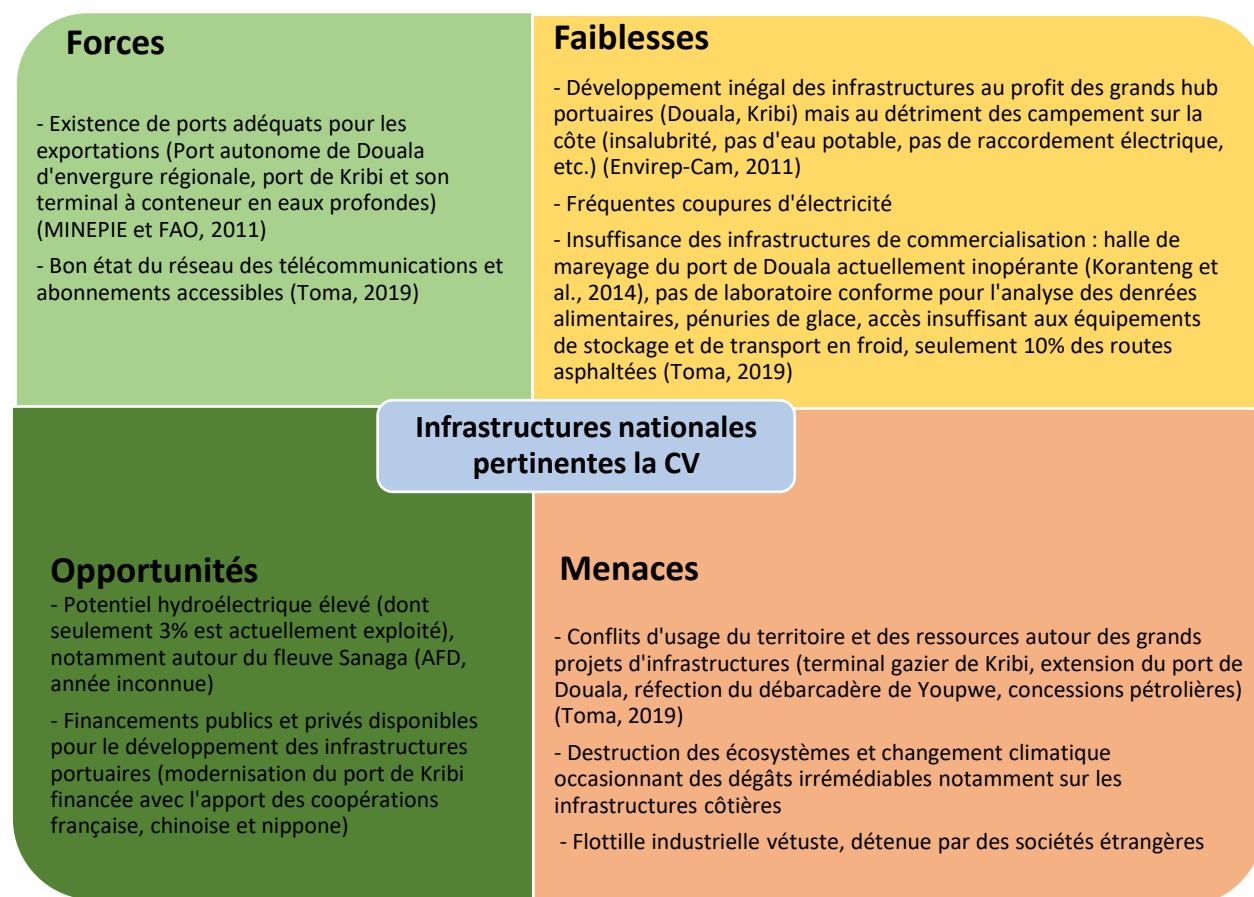 Forces
- Existence de ports adéquats pour les
exportations (Port autonome de Douala
d'envergure régionale, port de Kribi et son
terminal à conteneur en eaux profondes)
(MINEPIE et FAO, 2011)
- Bon état du réseau des télécommunications et
abonnements accessibles (Toma, 2019)
Faiblesses
- Développement inégal des infrastructures au profit des grands hub
portuaires (Douala, Kribi) mais au détriment des campement sur la
côte (insalubrité, pas d'eau potable, pas de raccordement électrique,
etc.) (Envirep-Cam, 2011)
- Fréquentes coupures d'électricité
- Insuffisance des infrastructures de commercialisation : halle de
mareyage du port de Douala actuellement inopérante (Koranteng et
al., 2014), pas de laboratoire conforme pour l'analyse des denrées
alimentaires, pénuries de glace, accès insuffisant aux équipements
de stockage et de transport en froid, seulement 10% des routes
asphaltées (Toma, 2019)
Infrastructures nationales
pertinentes la CV
Opportunités
- Potentiel hydroélectrique élevé (dont
seulement 3% est actuellement exploité),
notamment autour du fleuve Sanaga (AFD,
année inconnue)
- Financements publics et privés disponibles
pour le développement des infrastructures
portuaires (modernisation du port de Kribi
financée avec l'apport des coopérations
française, chinoise et nippone)
Menaces
- Conflits d'usage du territoire et des ressources autour des grands
projets d'infrastructures (terminal gazier de Kribi, extension du port de
Douala, réfection du débarcadère de Youpwe, concessions pétrolières)
(Toma, 2019)
- Destruction des écosystèmes et changement climatique
occasionnant des dégâts irrémédiables notamment sur les
infrastructures côtières
- Flottille industrielle vétuste, détenue par des sociétés étrangères